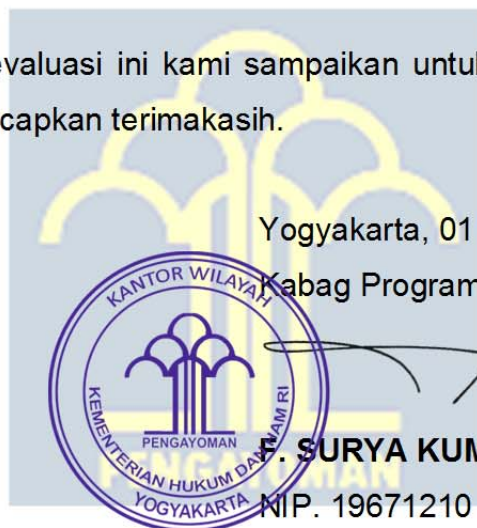 evaluasi ini kami sampaikan untuk
capkan terimakasih.
Yogyakarta, 01
Kabag Program
KANTOR WILAYAH
KEMENTERIAN HUKUM DAN HAM RI
PENGAYOMAN
YOGYAKARTA
PENGAYOMAN
F. SURYA KUM
NIP. 19671210